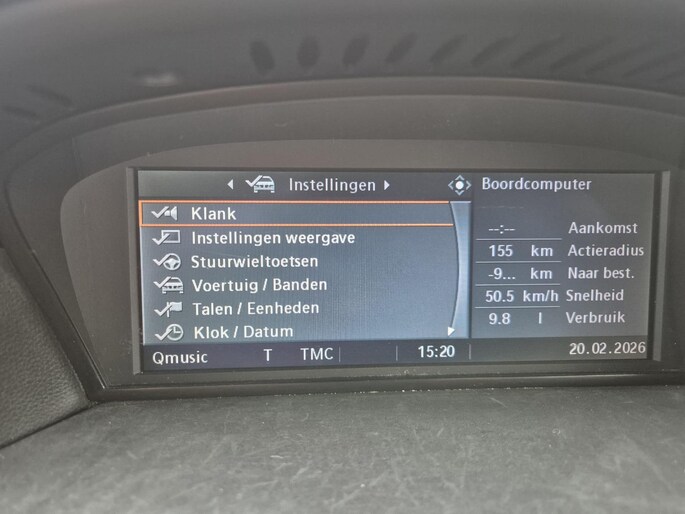 Instellingen
Boordcomputer
Klank
Instellingen weergave
Stuurwieltoetsen
Voertuig / Banden
Talen / Eenheden
Klok / Datum
--:-- Aankomst
155 km Actieradius
-9... km Naar best.
50.5 km/h Snelheid
9.8 l Verbruik
Qmusic T TMC 15:20 20.02.2026